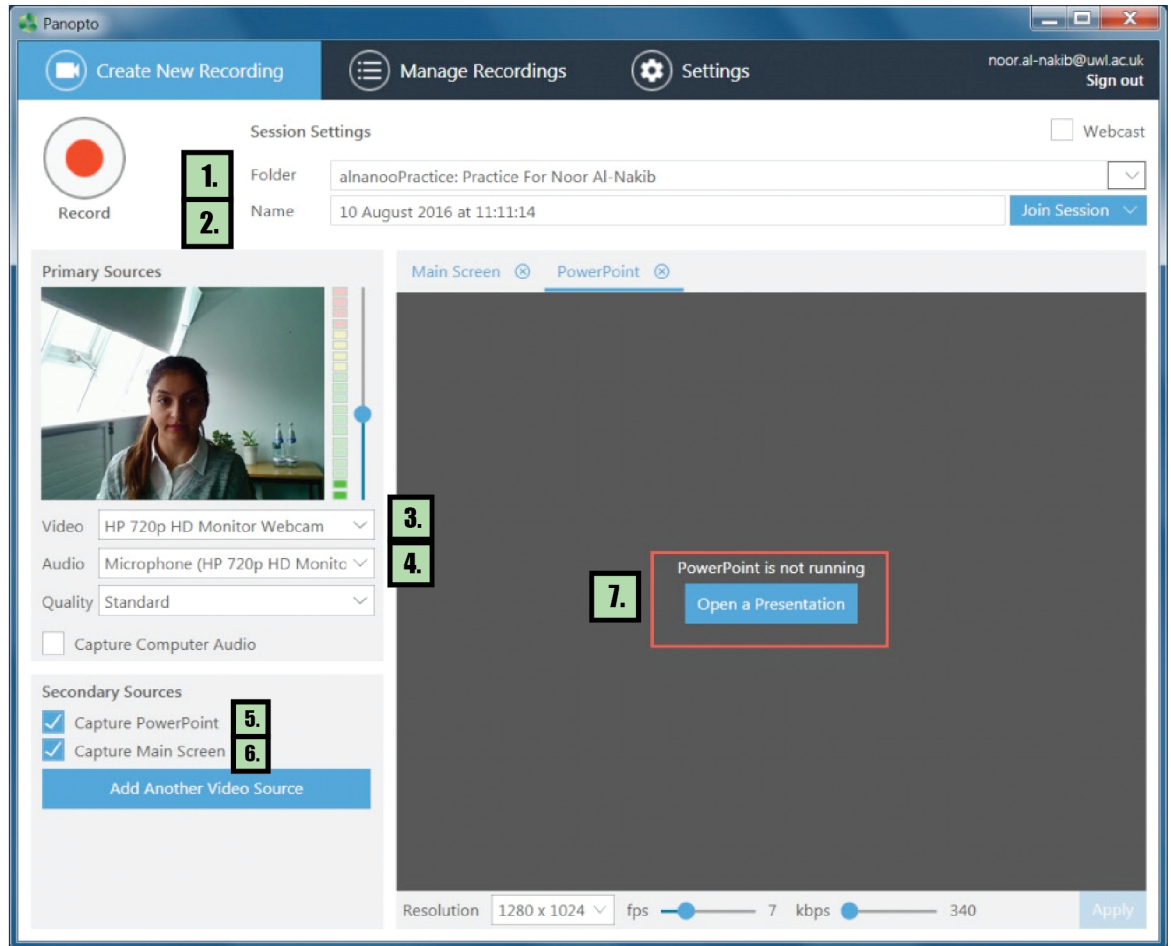 Panopto
Create New Recording
Manage Recordings
Settings
noor.al-nakib@uwl.ac.uk
Sign out
Session Settings
Webcast
1.
Folder
alnanooPractice: Practice For Noor Al-Nakib
Record
2.
Name
10 August 2016 at 11:11:14
Join Session
Primary Sources
Main Screen
PowerPoint
Video HP 720p HD Monitor Webcam
3.
Audio Microphone (HP 720p HD Monito
4.
Quality Standard
Capture Computer Audio
PowerPoint is not running
7.
Open a Presentation
Secondary Sources
Capture PowerPoint
5.
Capture Main Screen
6.
Add Another Video Source
Resolution 1280 x 1024 fps 7 kbps 340
Apply